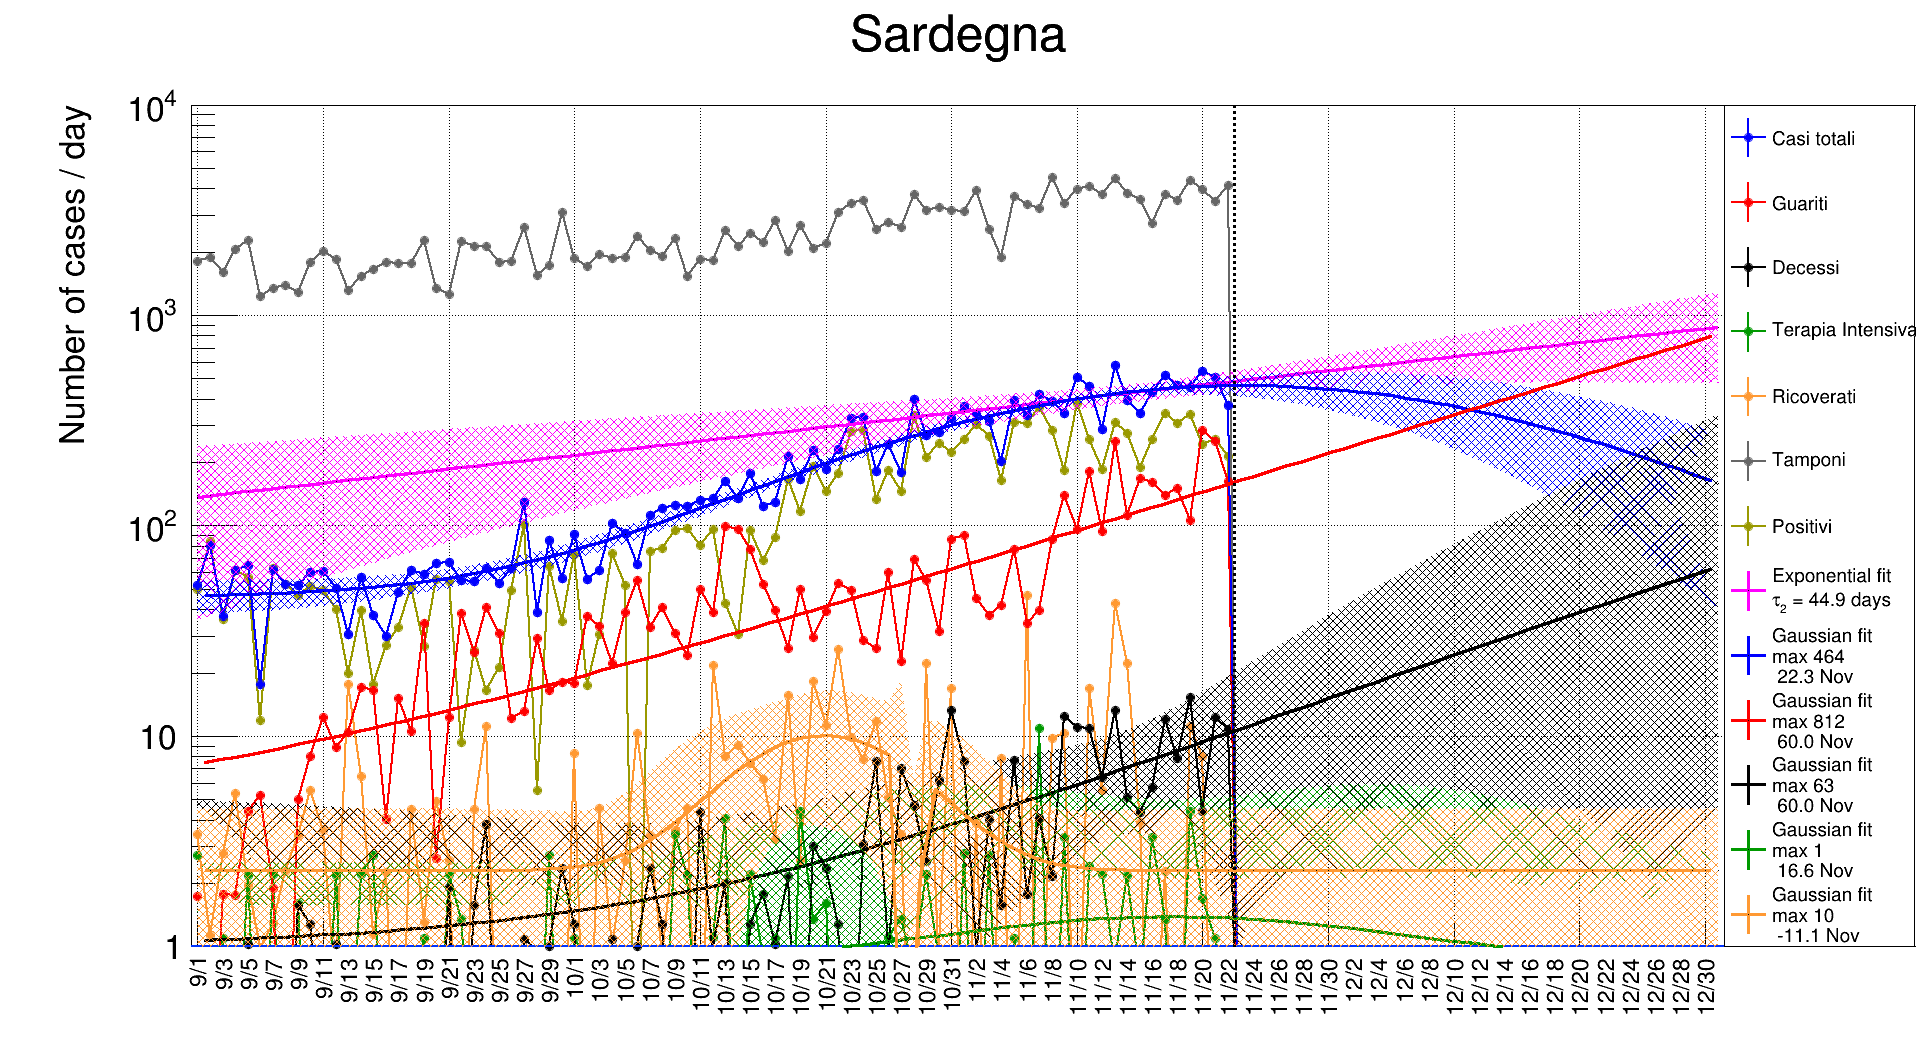 Sardegna
Number of cases / day
10^4
10^3
10^2
10
1
9/1
9/3
9/5
9/7
9/9
9/11
9/13
9/15
9/17
9/19
9/21
9/23
9/25
9/27
9/29
10/1
10/3
10/5
10/7
10/9
10/11
10/13
10/15
10/17
10/19
10/21
10/23
10/25
10/27
10/29
10/31
11/2
11/4
11/6
11/8
11/10
11/12
11/14
11/16
11/18
11/20
11/22
11/24
11/26
11/28
11/30
12/2
12/4
12/6
12/8
12/10
12/12
12/14
12/16
12/18
12/20
12/22
12/24
12/26
12/28
12/30
Casi totali
Guariti
Decessi
Terapia Intensiva
Ricoverati
Tamponi
Positivi
Exponential fit
τ2 = 44.9 days
Gaussian fit
max 464
22.3 Nov
Gaussian fit
max 812
60.0 Nov
Gaussian fit
max 63
60.0 Nov
Gaussian fit
max 1
16.6 Nov
Gaussian fit
max 10
-11.1 Nov